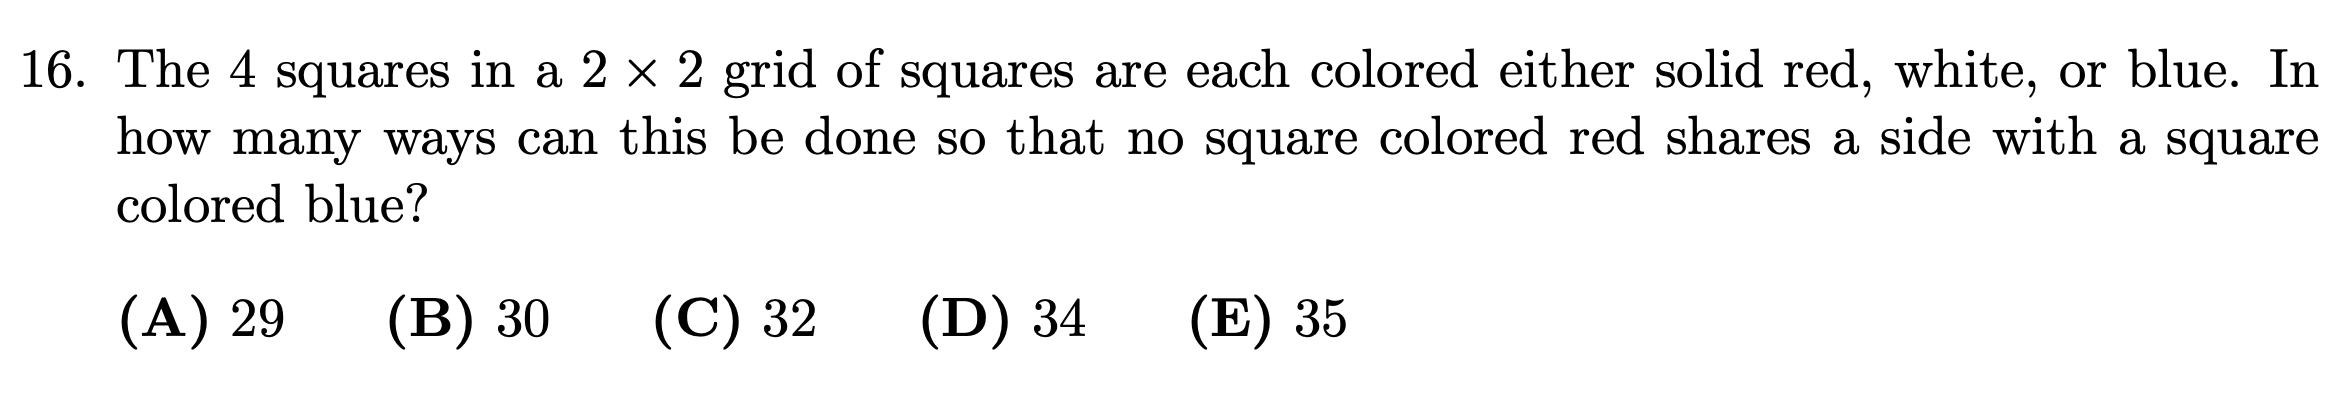 16. The 4 squares in a 2 × 2 grid of squares are each colored either solid red, white, or blue. In
how many ways can this be done so that no square colored red shares a side with a square
colored blue?
(A) 29 (B) 30 (C) 32 (D) 34 (E) 35